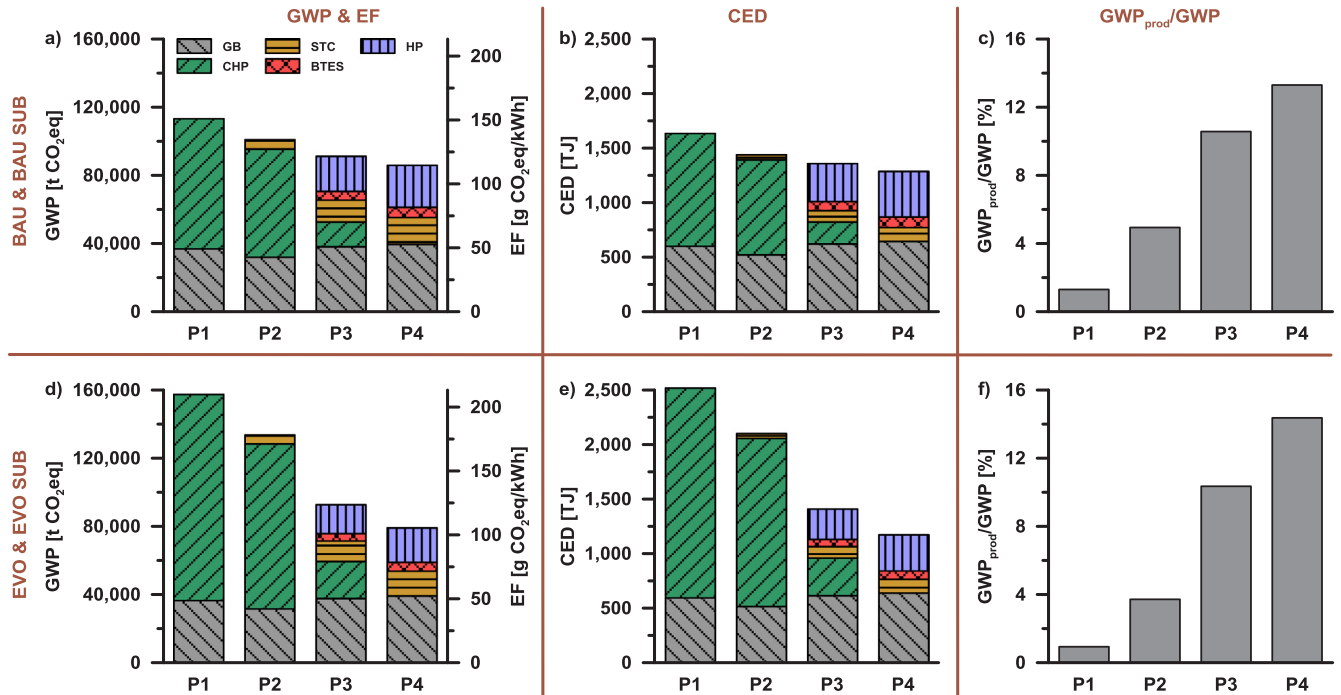 GWP & EF
CED
GWPprod/GWP
BAU & BAU SUB
a)
GB
STC
HP
CHP
BTES
GWP [t CO2eq]
160,000
120,000
80,000
40,000
0
EF [g CO2eq/kWh]
200
150
100
50
0
P1 P2 P3 P4
b)
CED [TJ]
2,500
2,000
1,500
1,000
500
0
P1 P2 P3 P4
c)
GWPprod/GWP [%]
16
12
8
4
0
P1 P2 P3 P4
EVO & EVO SUB
d)
GWP [t CO2eq]
160,000
120,000
80,000
40,000
0
EF [g CO2eq/kWh]
200
150
100
50
0
P1 P2 P3 P4
e)
CED [TJ]
2,500
2,000
1,500
1,000
500
0
P1 P2 P3 P4
f)
GWPprod/GWP [%]
16
12
8
4
0
P1 P2 P3 P4